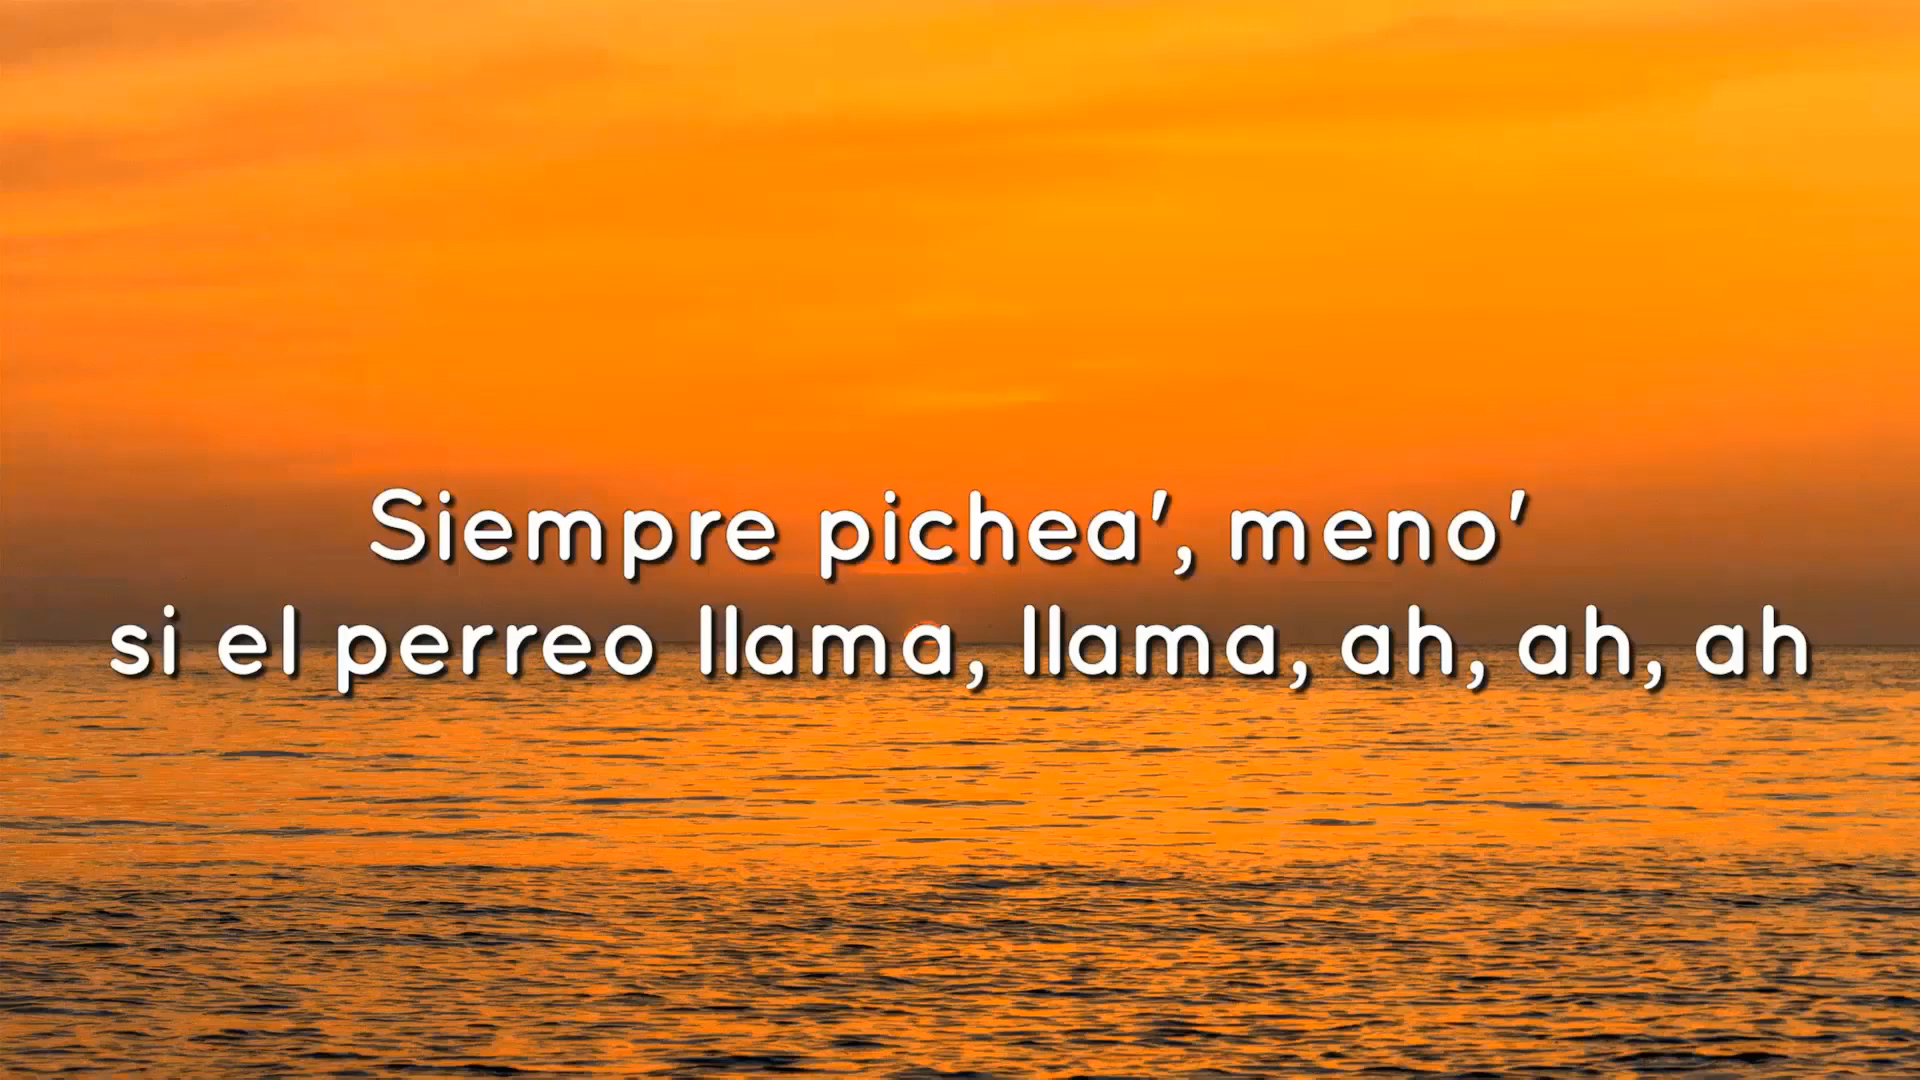 Siempre pichea', meno'
si el perreo llama, llama, ah, ah, ah